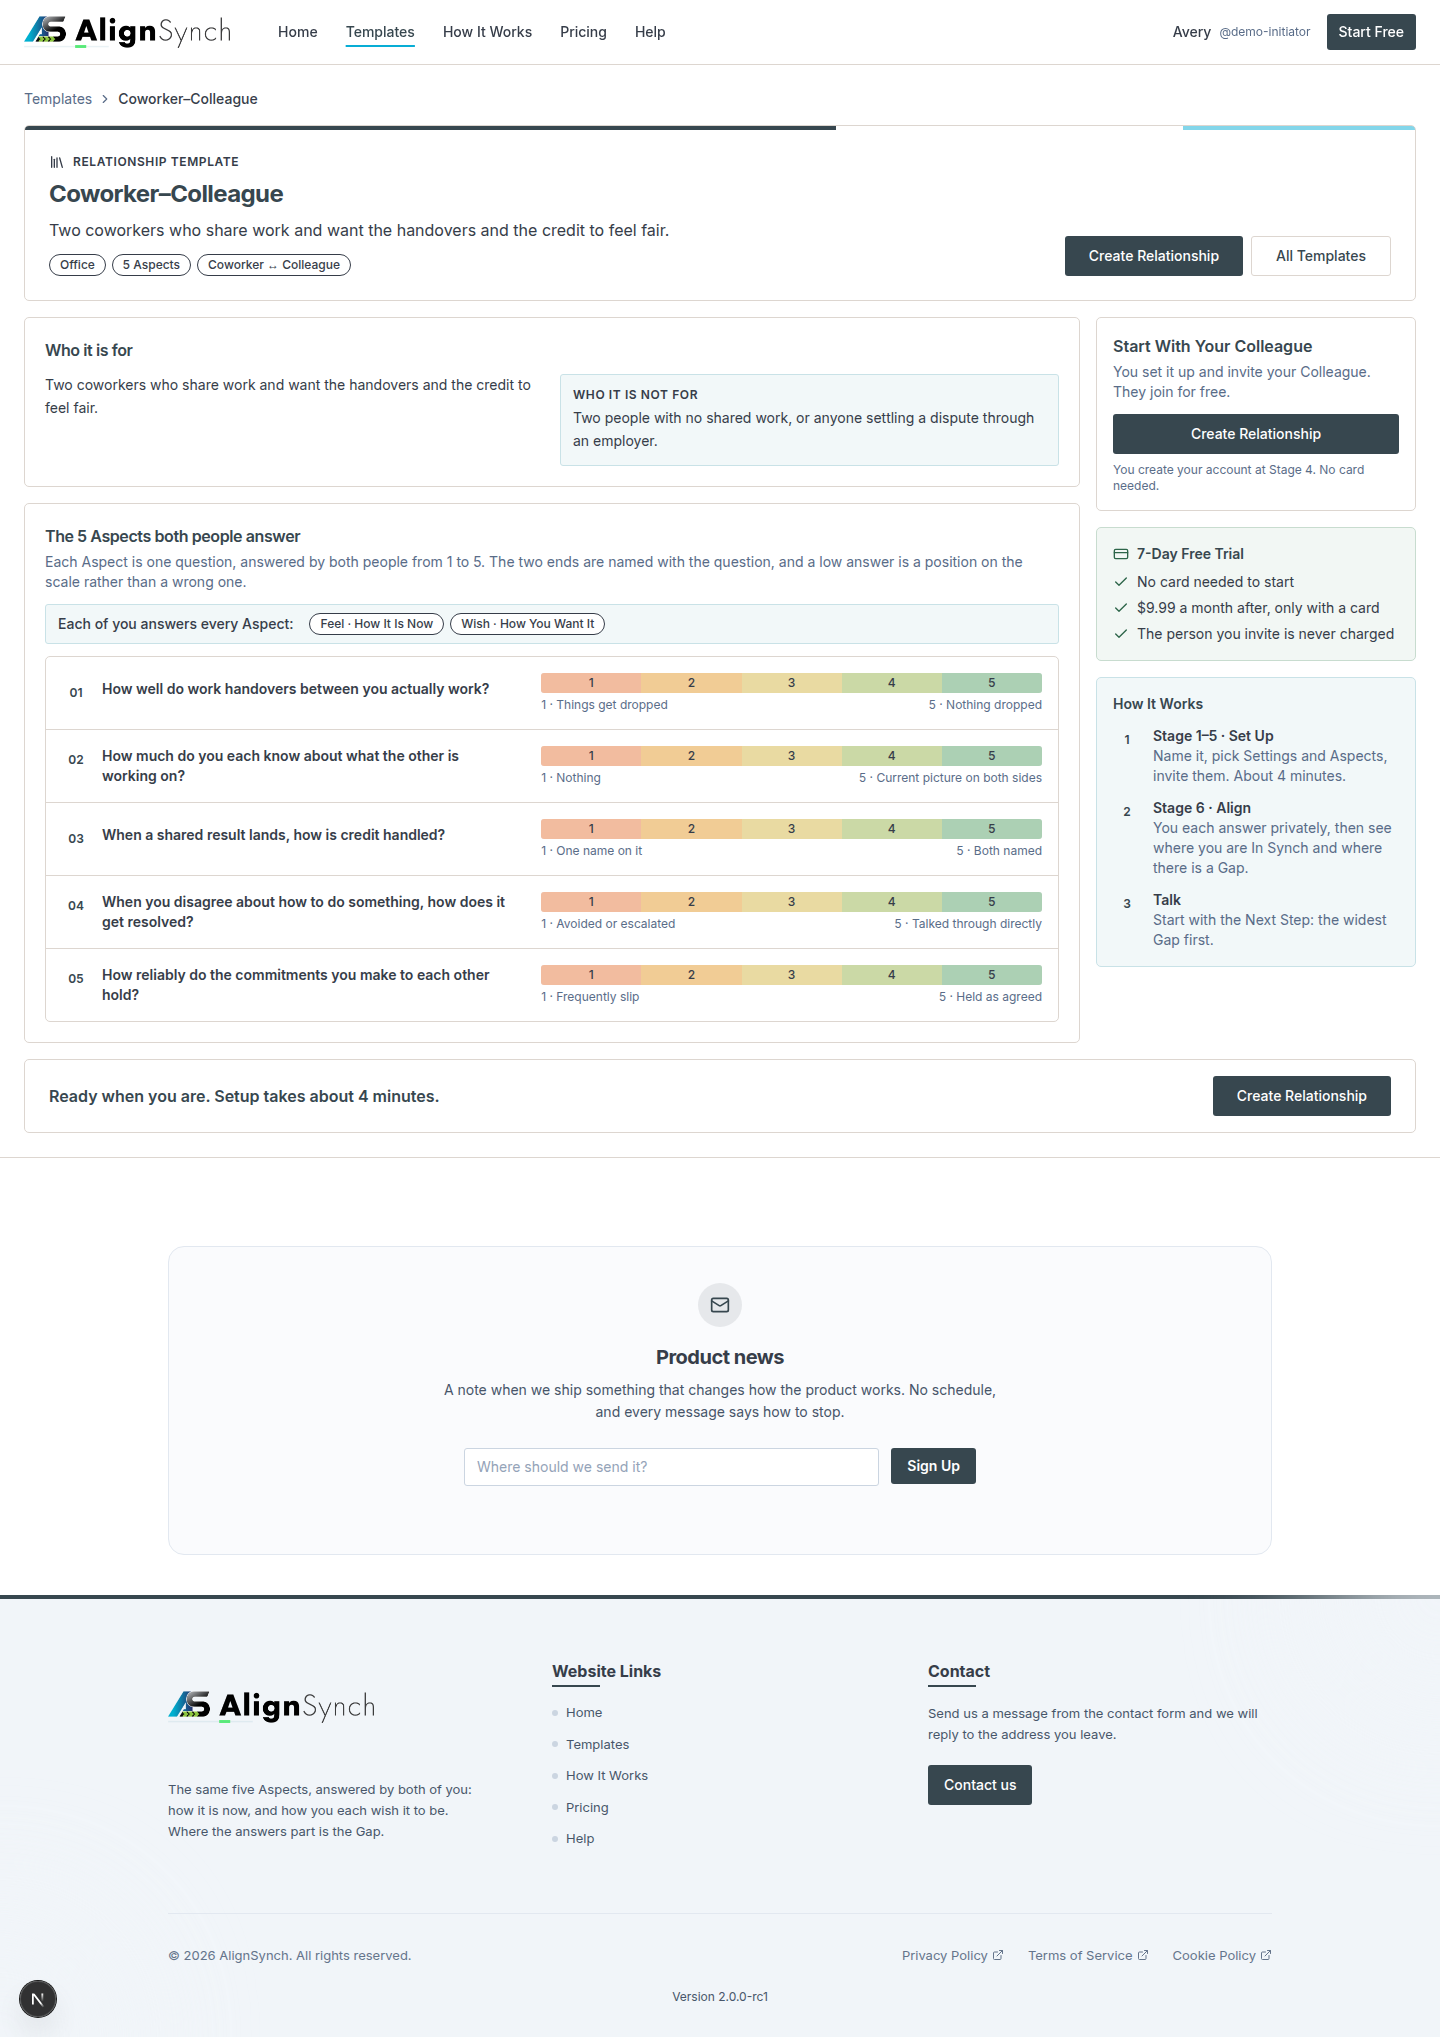 AlignSynch
Home
Templates
How It Works
Pricing
Help
Avery @demo-initiator
Start Free
Templates > Coworker–Colleague
RELATIONSHIP TEMPLATE
Coworker–Colleague
Two coworkers who share work and want the handovers and the credit to feel fair.
Office
5 Aspects
Coworker ↔ Colleague
Create Relationship
All Templates
Who it is for
Two coworkers who share work and want the handovers and the credit to
feel fair.
WHO IT IS NOT FOR
Two people with no shared work, or anyone settling a dispute through
an employer.
The 5 Aspects both people answer
Each Aspect is one question, answered by both people from 1 to 5. The two ends are named with the question, and a low answer is a position on the
scale rather than a wrong one.
Each of you answers every Aspect:
Feel · How It Is Now
Wish · How You Want It
01
How well do work handovers between you actually work?
1 2 3 4 5
1 · Things get dropped
5 · Nothing dropped
02
How much do you each know about what the other is
working on?
1 2 3 4 5
1 · Nothing
5 · Current picture on both sides
03
When a shared result lands, how is credit handled?
1 2 3 4 5
1 · One name on it
5 · Both named
04
When you disagree about how to do something, how does it
get resolved?
1 2 3 4 5
1 · Avoided or escalated
5 · Talked through directly
05
How reliably do the commitments you make to each other
hold?
1 2 3 4 5
1 · Frequently slip
5 · Held as agreed
Start With Your Colleague
You set it up and invite your Colleague.
They join for free.
Create Relationship
You create your account at Stage 4. No card
needed.
7-Day Free Trial
No card needed to start
$9.99 a month after, only with a card
The person you invite is never charged
How It Works
1
Stage 1–5 · Set Up
Name it, pick Settings and Aspects,
invite them. About 4 minutes.
2
Stage 6 · Align
You each answer privately, then see
where you are In Synch and where
there is a Gap.
3
Talk
Start with the Next Step: the widest
Gap first.
Ready when you are. Setup takes about 4 minutes.
Create Relationship
Product news
A note when we ship something that changes how the product works. No schedule,
and every message says how to stop.
Where should we send it?
Sign Up
AlignSynch
The same five Aspects, answered by both of you:
how it is now, and how you each wish it to be.
Where the answers part is the Gap.
Website Links
Home
Templates
How It Works
Pricing
Help
Contact
Send us a message from the contact form and we will
reply to the address you leave.
Contact us
© 2026 AlignSynch. All rights reserved.
Privacy Policy
Terms of Service
Cookie Policy
Version 2.0.0-rc1
N